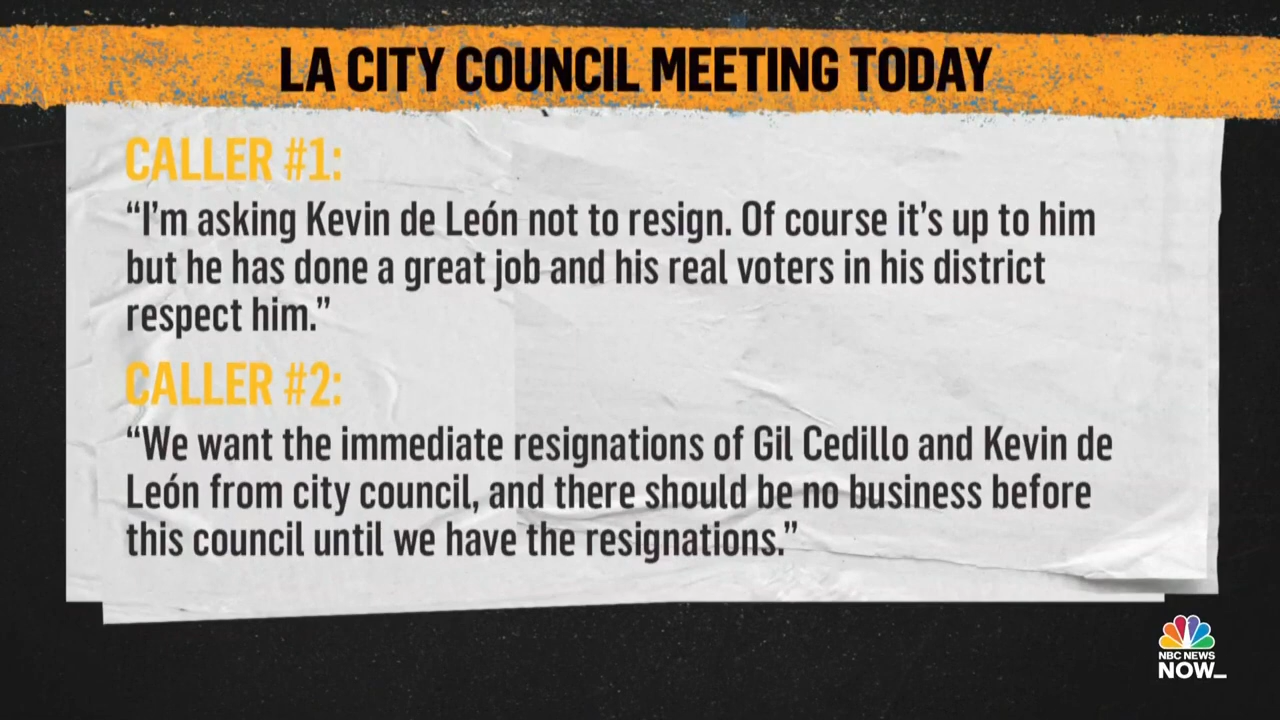 LA CITY COUNCIL MEETING TODAY
CALLER #1:
“I’m asking Kevin de León not to resign. Of course it’s up to him
but he has done a great job and his real voters in his district
respect him.”
CALLER #2:
“We want the immediate resignations of Gil Cedillo and Kevin de
León from city council, and there should be no business before
this council until we have the resignations.”
NBC NEWS
NOW_